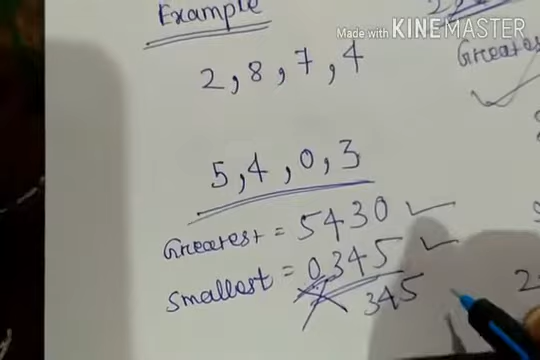 Example
Made with KINEMASTER
2, 8, 7, 4
5, 4, 0, 3
Greatest = 5430
Smallest = 0345
345